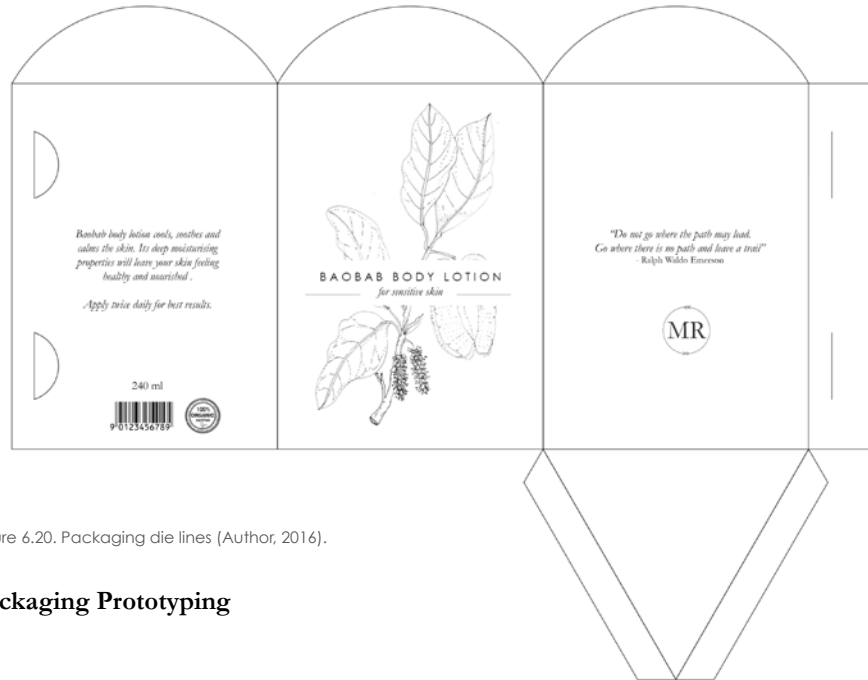 Baobab body lotion cools, soothes and
calms the skin. Its deep moisturising
properties will leave your skin feeling
healthy and nourished .
Apply twice daily for best results.
240 ml
9 0123456789
100%
ORGANIC
BAOBAB BODY LOTION
for sensitive skin
"Do not go where the path may lead.
Go where there is no path and leave a trail"
- Ralph Waldo Emerson
MR
ure 6.20. Packaging die lines (Author, 2016).
ckaging Prototyping